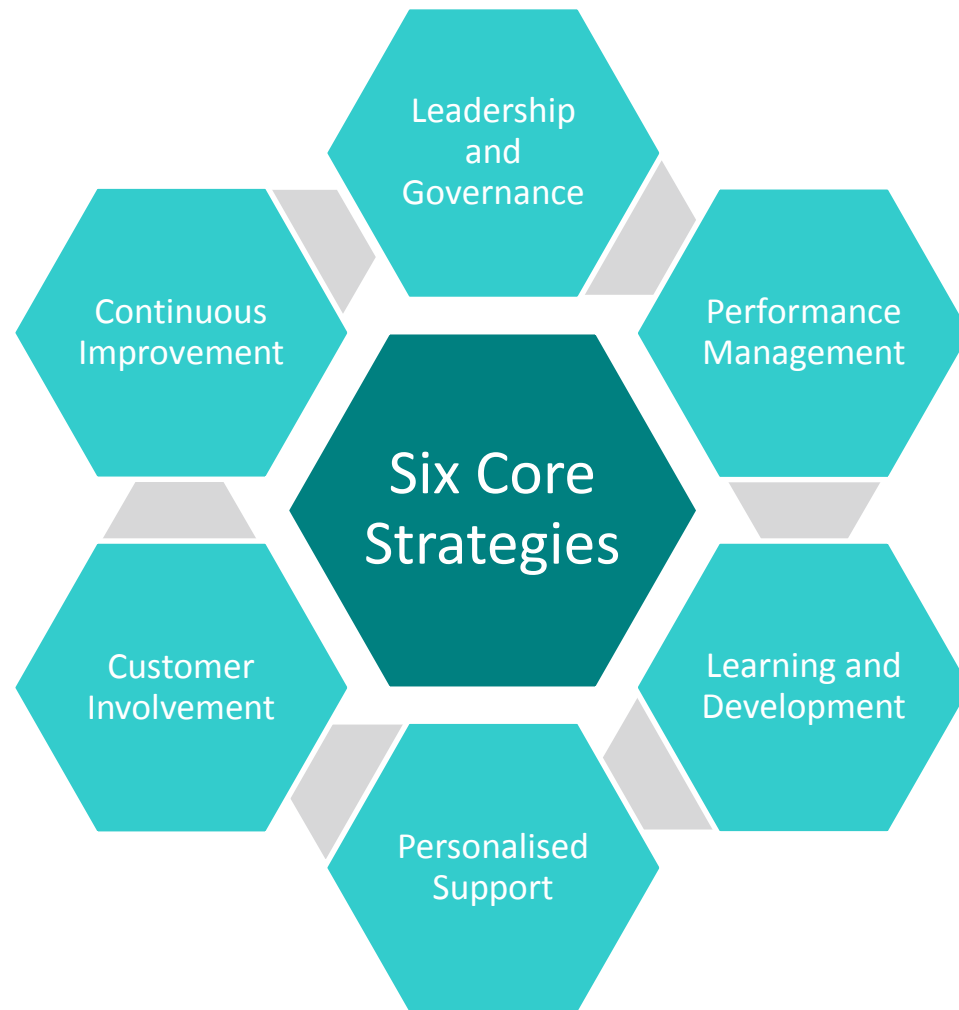 Leadership
and
Governance
Performance
Management
Learning and
Development
Personalised
Support
Customer
Involvement
Continuous
Improvement
Six Core
Strategies